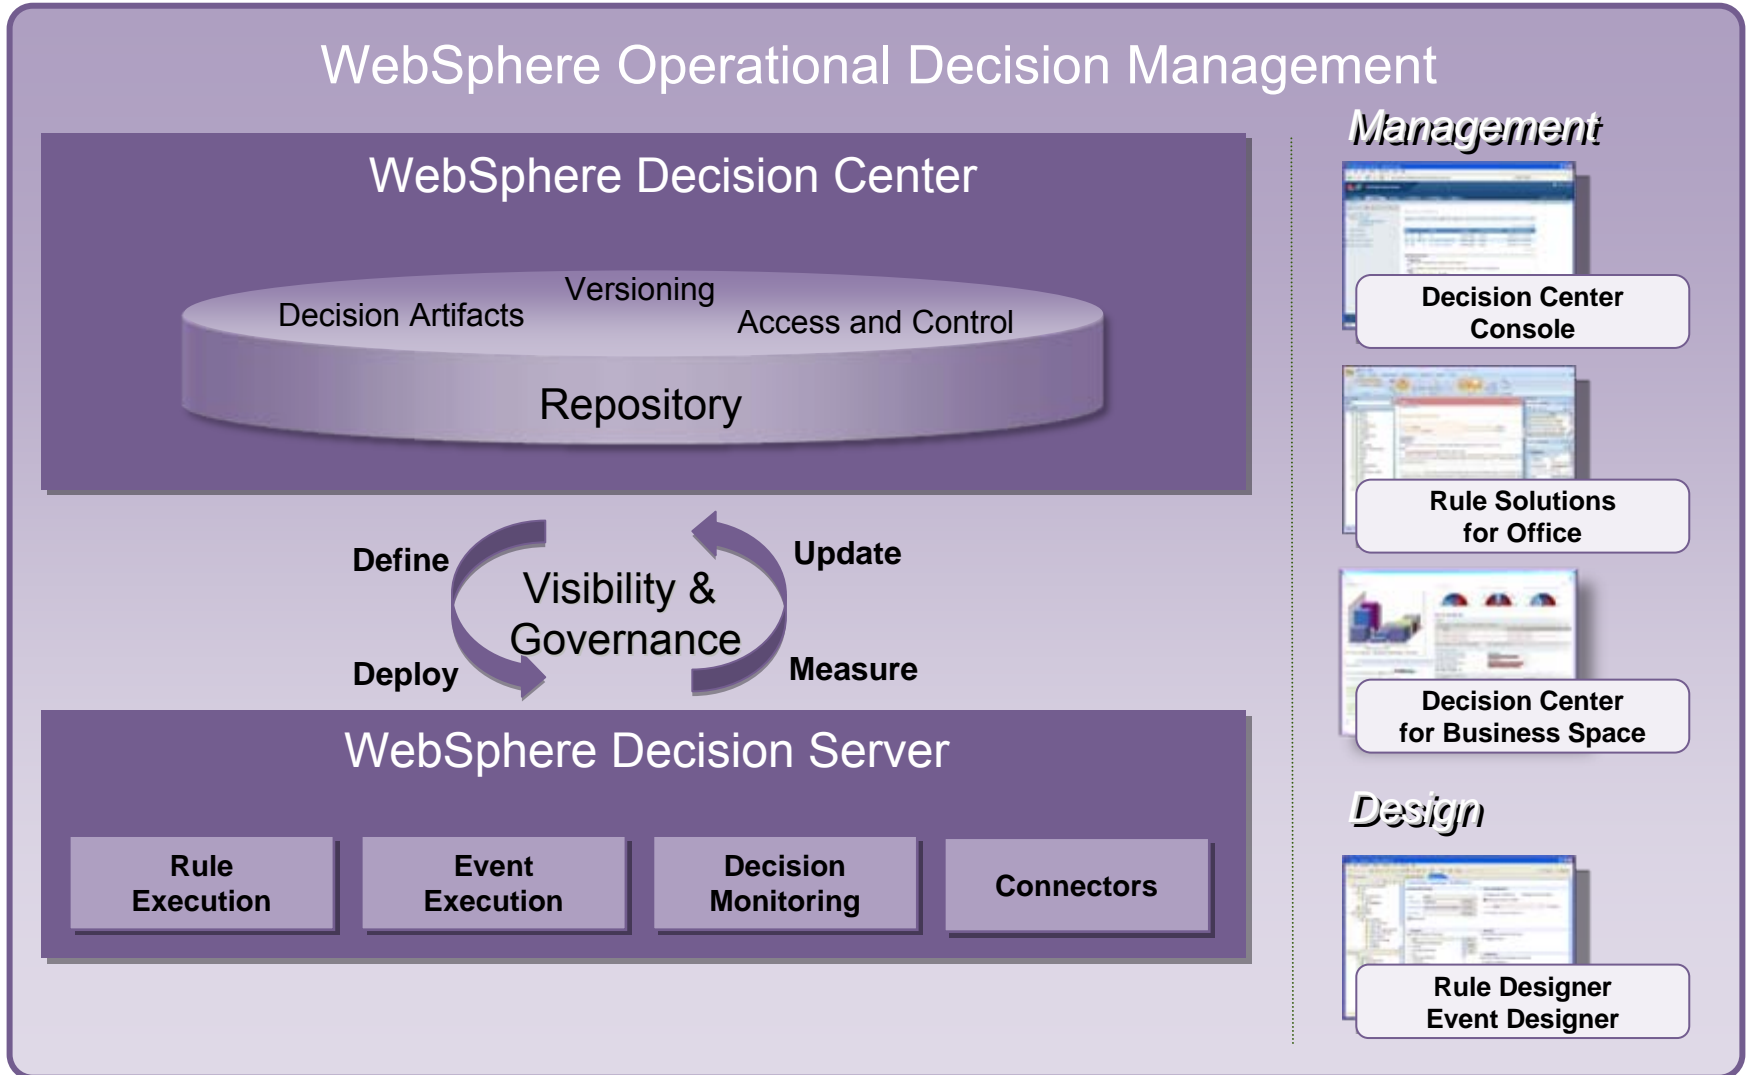 WebSphere Operational Decision Management
WebSphere Decision Center
Versioning
Decision Artifacts
Access and Control
Repository
Define
Update
Visibility &
Governance
Deploy
Measure
WebSphere Decision Server
Rule
Execution
Event
Execution
Decision
Monitoring
Connectors
Management
Decision Center
Console
Rule Solutions
for Office
Decision Center
for Business Space
Design
Rule Designer
Event Designer